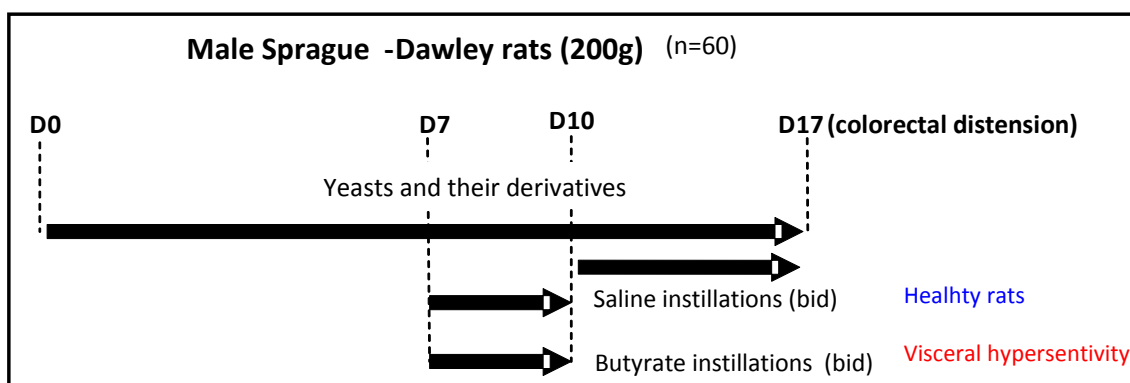 Male Sprague -Dawley rats (200g) (n=60)
D0 D7 D10 D17 (colorectal distension)
Yeasts and their derivatives
Saline instillations (bid) Healhty rats
Butyrate instillations (bid) Visceral hypersentivity